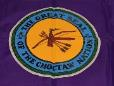 THE GREAT SEAL
OF THE CHOCTAW NATION